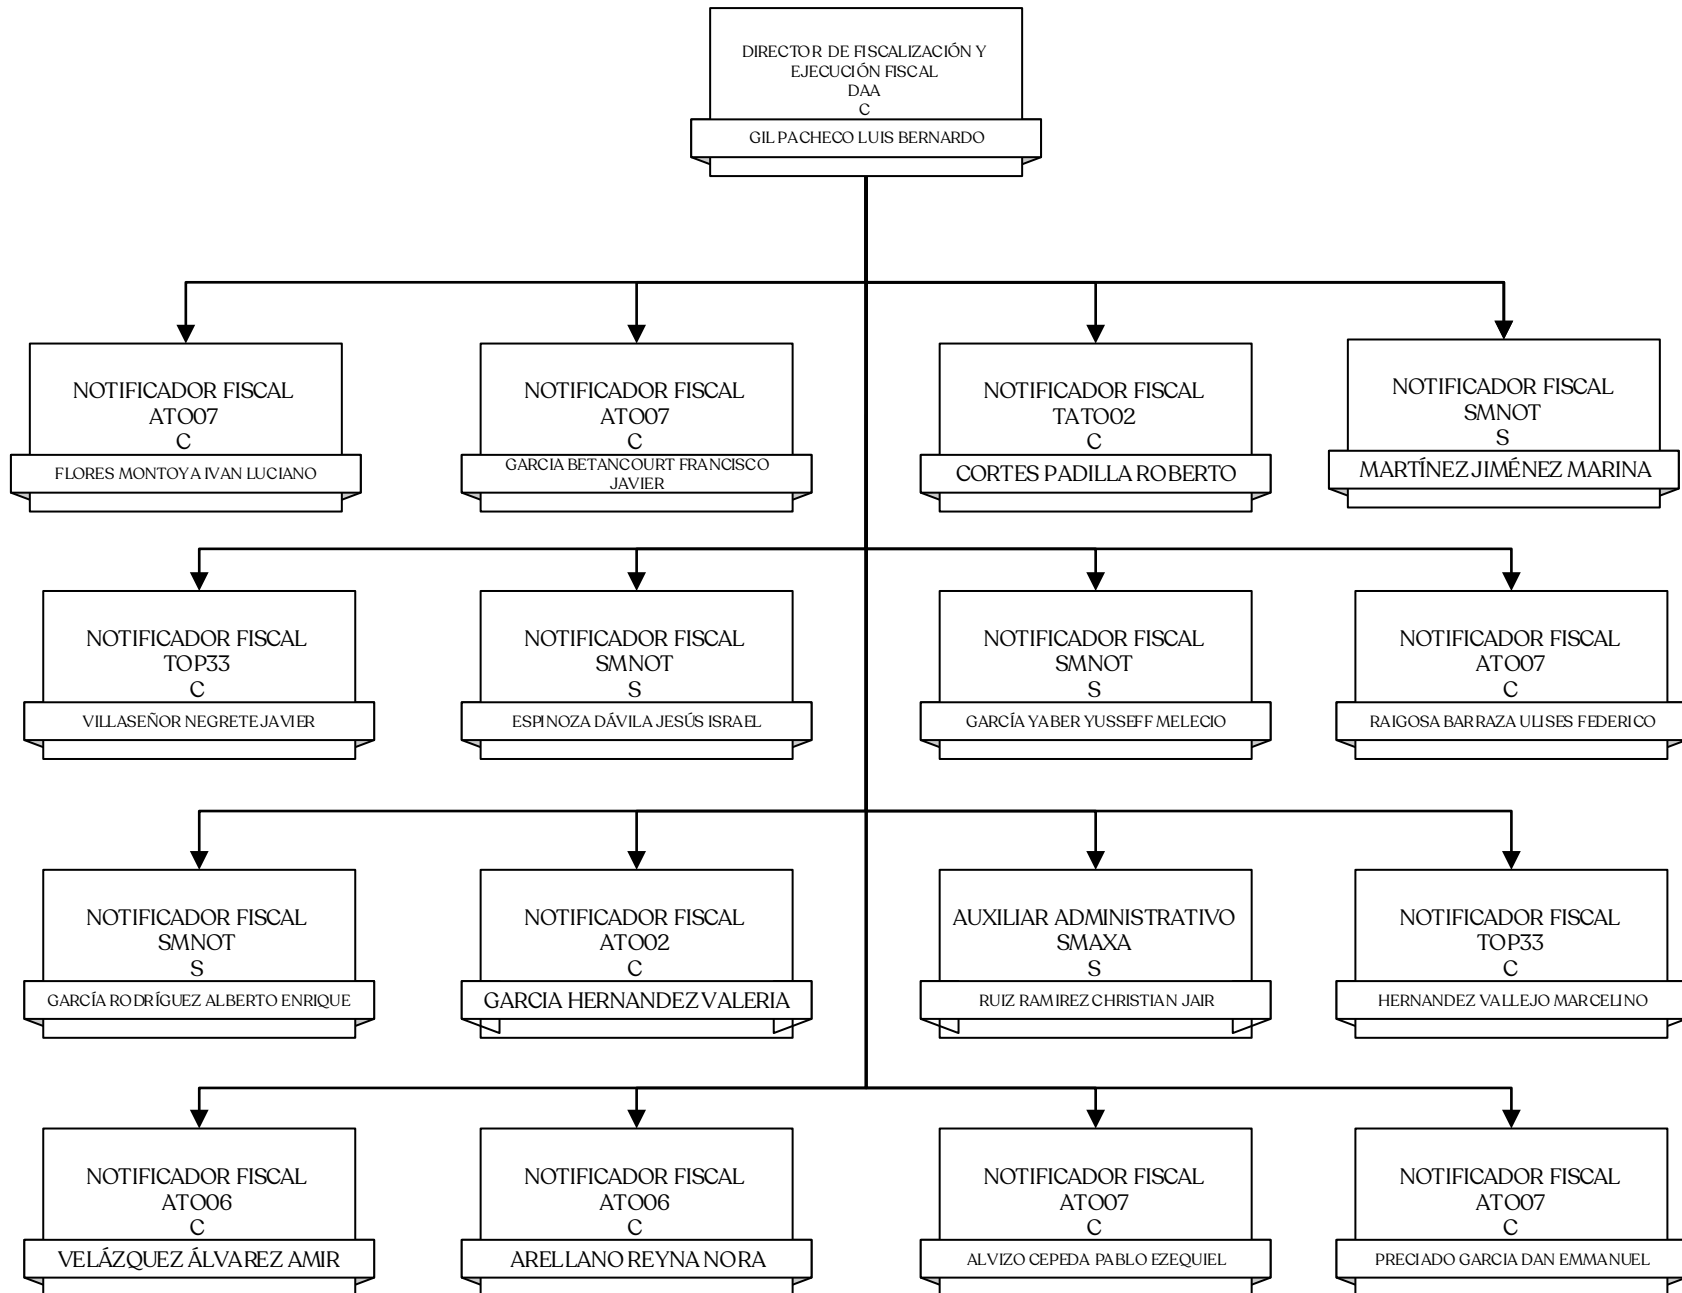 DIRECTOR DE FISCALIZACIÓN Y
EJECUCIÓN FISCAL
DAA
C
GIL PACHECO LUIS BERNARDO
NOTIFICADOR FISCAL
ATO07
C
FLORES MONTOYA IVAN LUCIANO
NOTIFICADOR FISCAL
ATO07
C
GARCIA BETANCOURT FRANCISCO
JAVIER
NOTIFICADOR FISCAL
TATO02
C
CORTES PADILLA ROBERTO
NOTIFICADOR FISCAL
SMNOT
S
MARTÍNEZ JIMÉNEZ MARINA
NOTIFICADOR FISCAL
TOP33
C
VILLASEÑOR NEGRETE JAVIER
NOTIFICADOR FISCAL
SMNOT
S
ESPINOZA DÁVILA JESÚS ISRAEL
NOTIFICADOR FISCAL
SMNOT
S
GARCÍA YABER YUSSEFF MELECIO
NOTIFICADOR FISCAL
ATO07
C
RAIGOSA BARRAZA ULISES FEDERICO
NOTIFICADOR FISCAL
SMNOT
S
GARCÍA RODRÍGUEZ ALBERTO ENRIQUE
NOTIFICADOR FISCAL
ATO02
C
GARCIA HERNANDEZ VALERIA
AUXILIAR ADMINISTRATIVO
SMAXA
S
RUIZ RAMIREZ CHRISTIAN JAIR
NOTIFICADOR FISCAL
TOP33
C
HERNANDEZ VALLEJO MARCELINO
NOTIFICADOR FISCAL
ATO06
C
VELÁZQUEZ ÁLVAREZ AMIR
NOTIFICADOR FISCAL
ATO06
C
ARELLANO REYNA NORA
NOTIFICADOR FISCAL
ATO07
C
ALVIZO CEPEDA PABLO EZEQUIEL
NOTIFICADOR FISCAL
ATO07
C
PRECIADO GARCIA DAN EMMANUEL